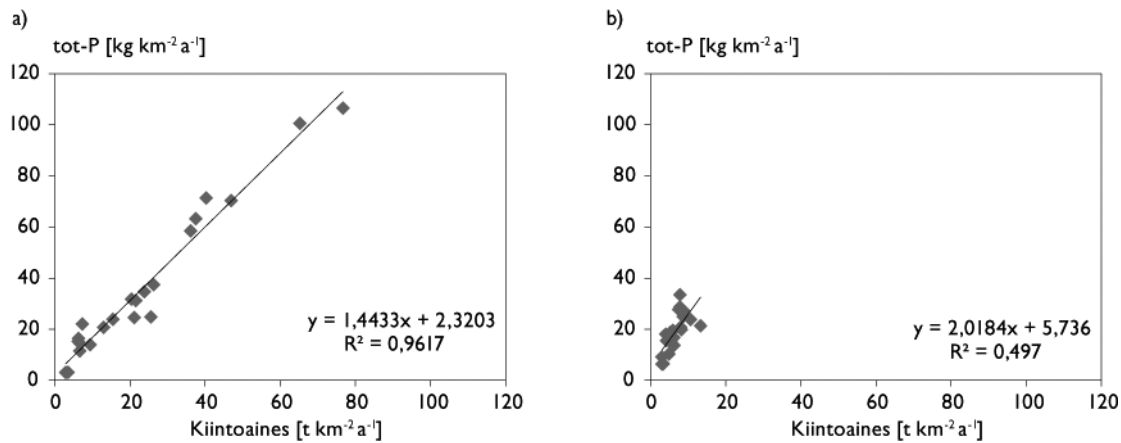 a)
tot-P [kg km⁻² a⁻¹]
120
100
80
60
40
20
0
y = 1,4433x + 2,3203
R² = 0,9617
0 20 40 60 80 100 120
Kiintoaines [t km⁻² a⁻¹]
b)
tot-P [kg km⁻² a⁻¹]
120
100
80
60
40
20
0
y = 2,0184x + 5,736
R² = 0,497
0 20 40 60 80 100 120
Kiintoaines [t km⁻² a⁻¹]